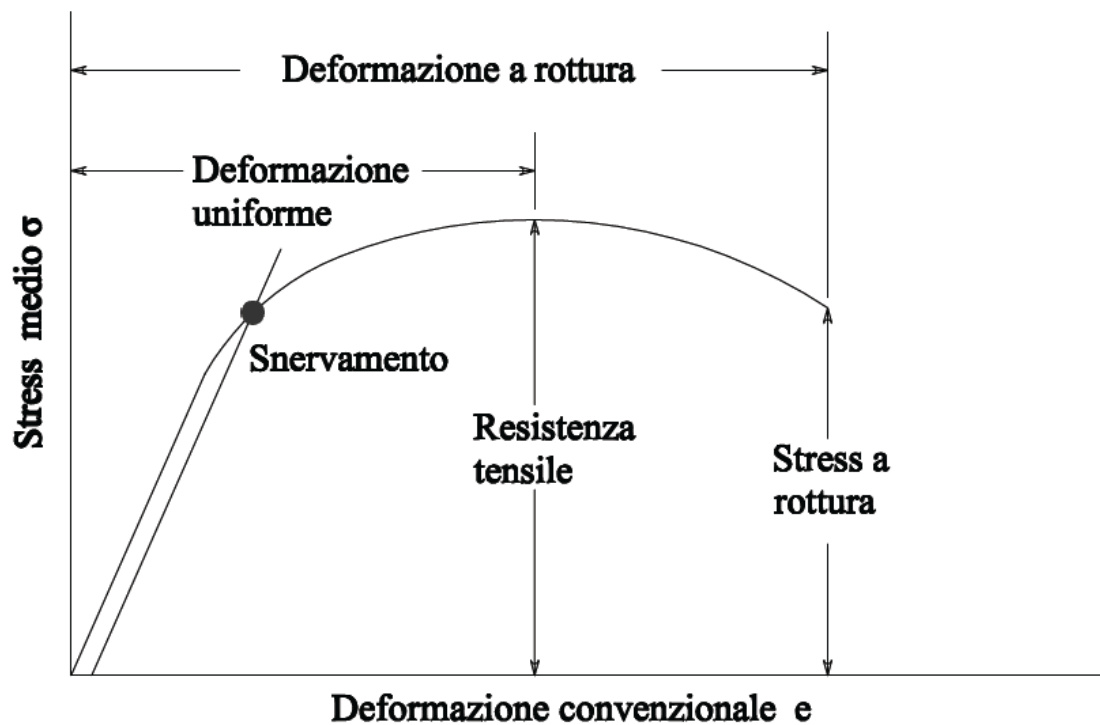 Deformazione a rottura
Deformazione
uniforme
Stress medio σ
Snervamento
Resistenza
tensile
Stress a
rottura
Deformazione convenzionale e